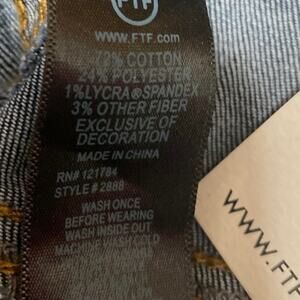 FTF
WWW.FTF.com
72% COTTON
24% POLYESTER
1% LYCRA®SPANDEX
3% OTHER FIBER
EXCLUSIVE OF
DECORATION
MADE IN CHINA
RN# 121784
STYLE# 2888
WASH ONCE
BEFORE WEARING
WASH INSIDE OUT
MACHINE WASH COLD
WWW.FTF